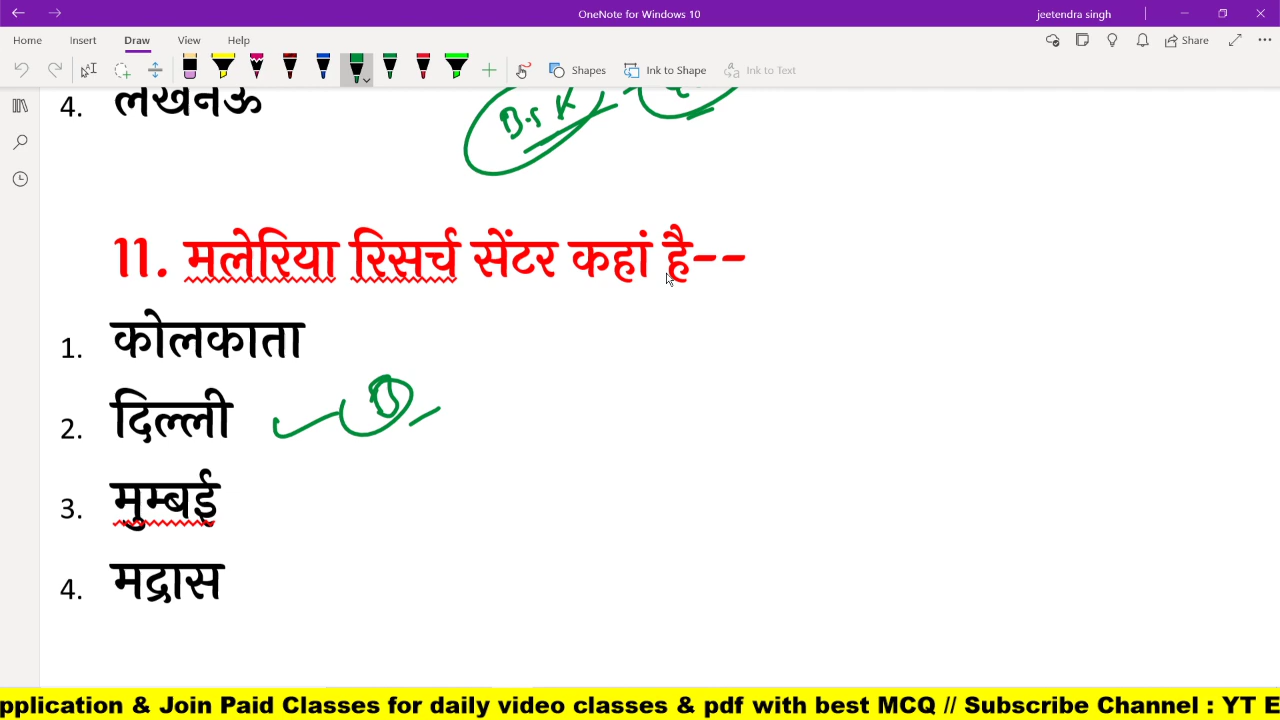 OneNote for Windows 10
jeetendra singh
Home Insert Draw View Help
Share
Shapes Ink to Shape Ink to Text
4. लखनऊ
B.S K
11. मलेरिया रिसर्च सेंटर कहां है--
1. कोलकाता
2. दिल्ली
3. मुम्बई
4. मद्रास
pplication & Join Paid Classes for daily video classes & pdf with best MCQ // Subscribe Channel : YT E